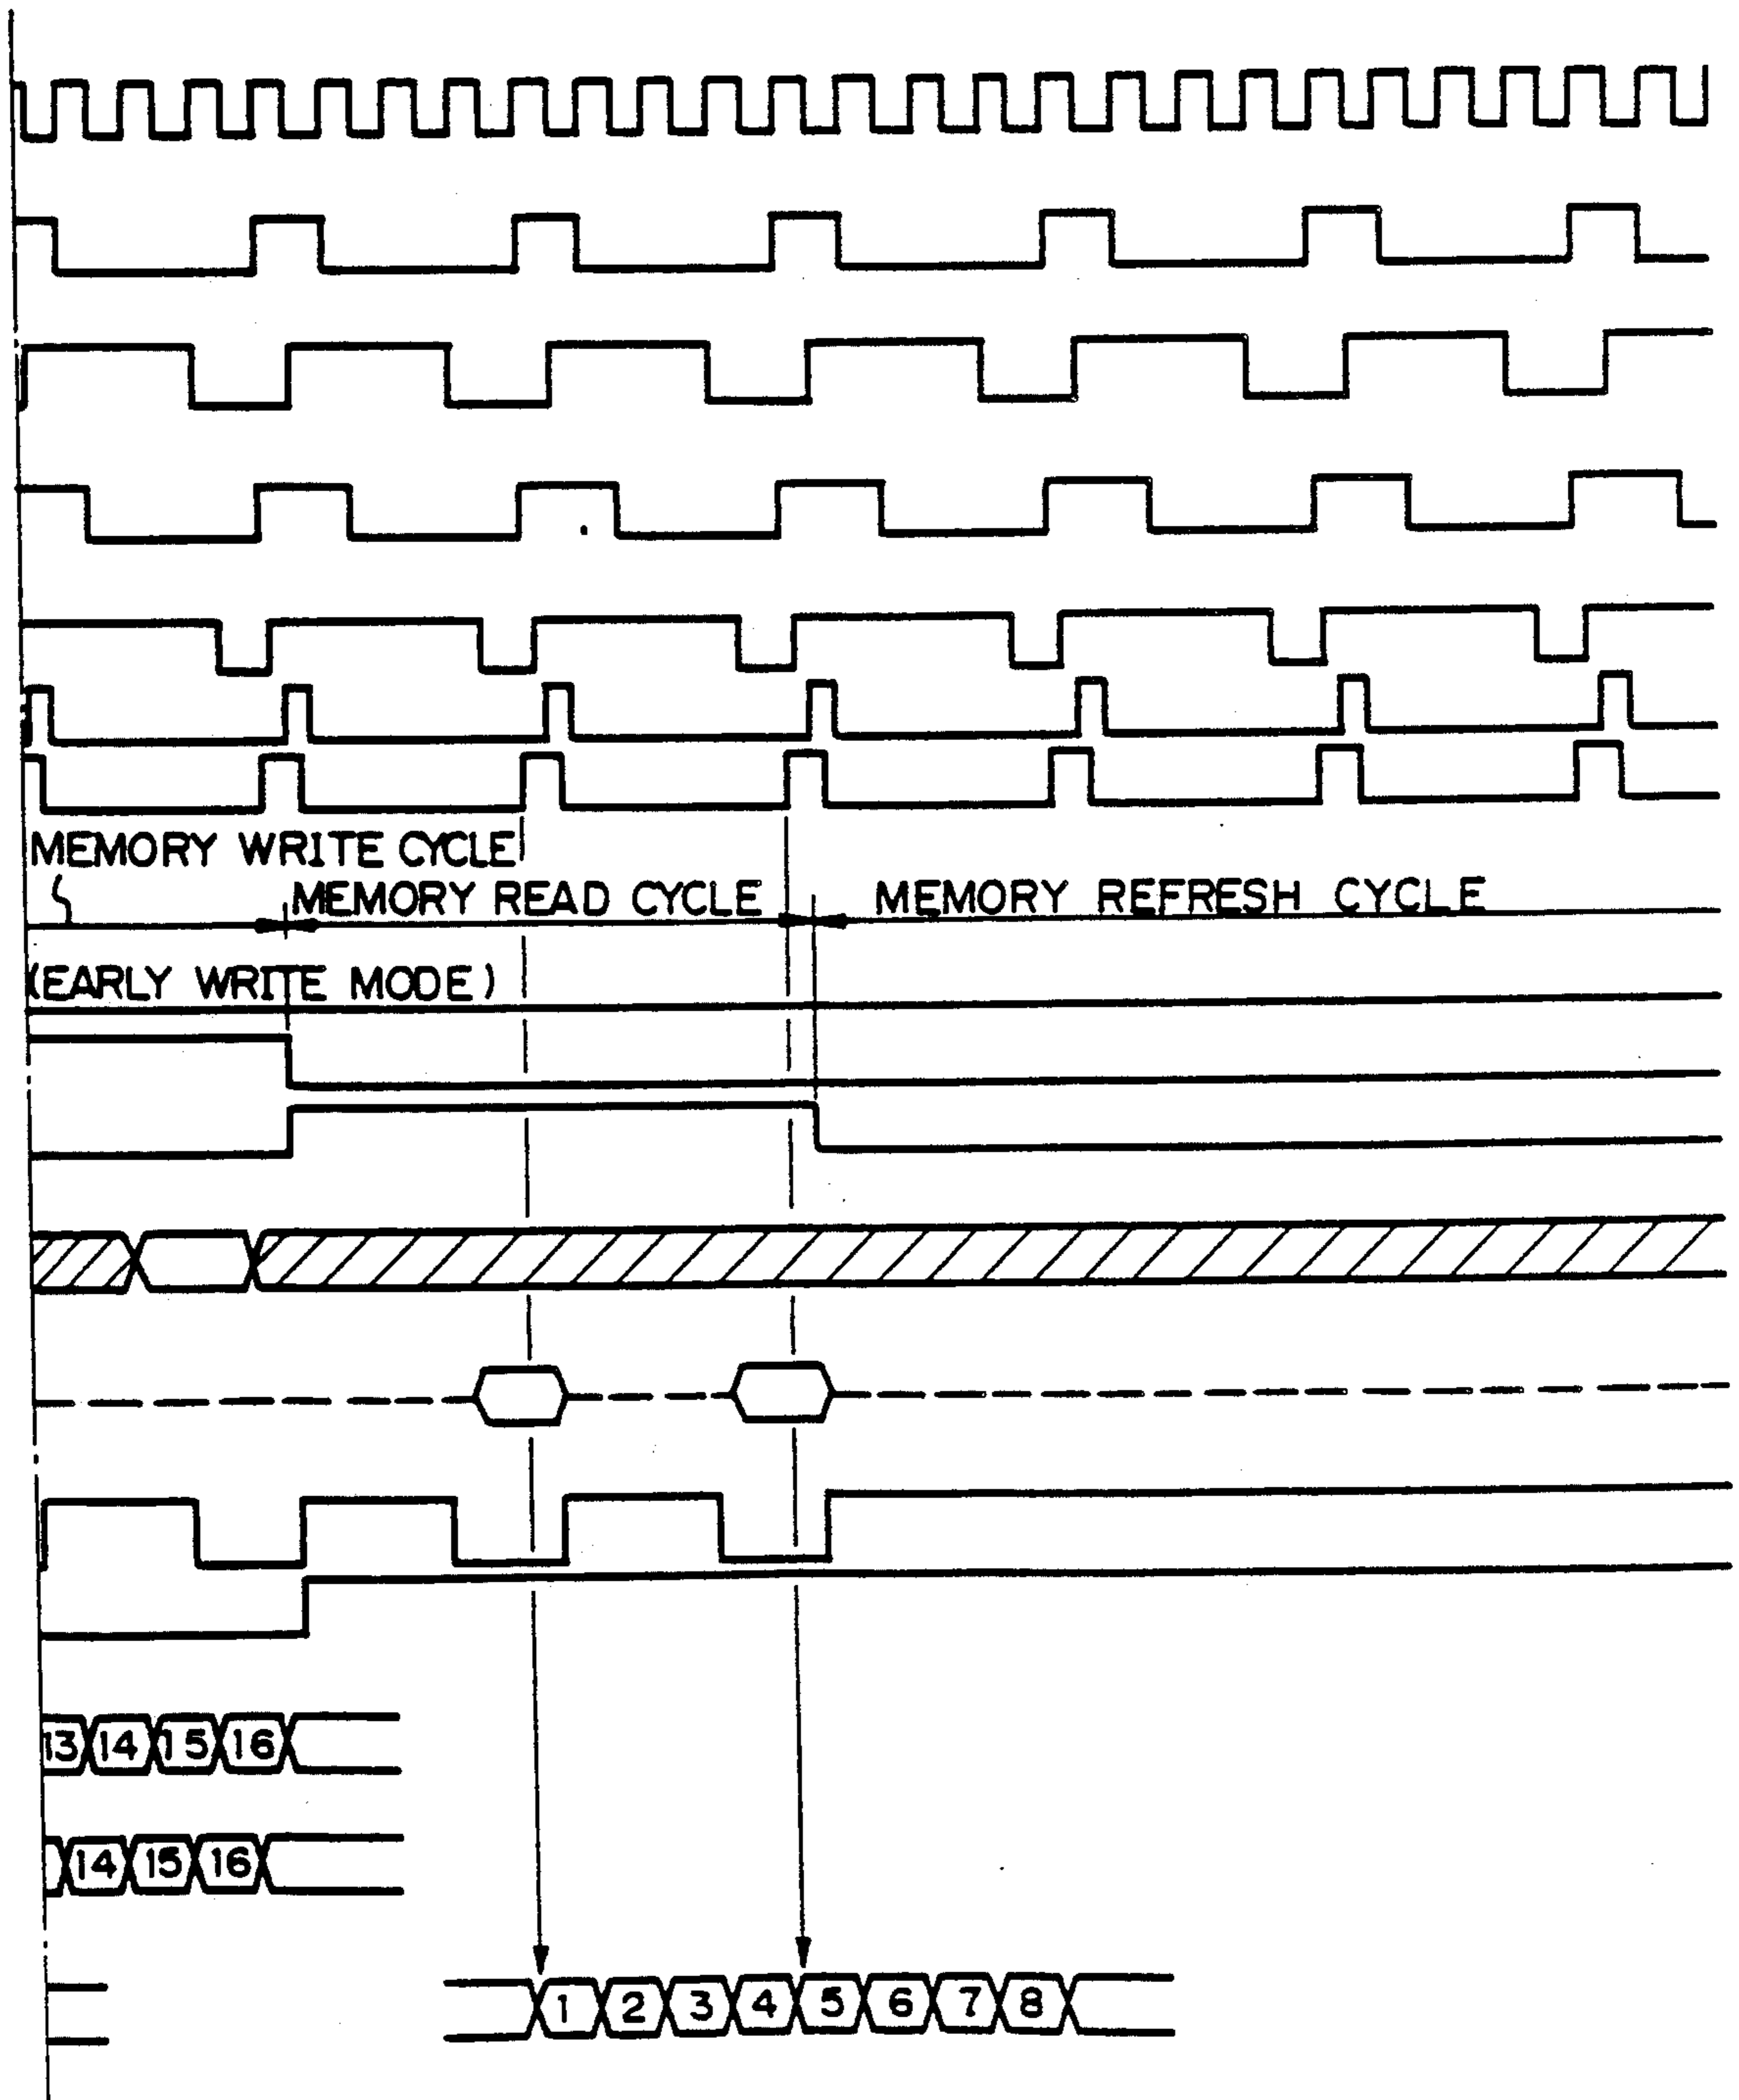 MEMORY WRITE CYCLE
MEMORY READ CYCLE
MEMORY REFRESH CYCLE
(EARLY WRITE MODE)
13 14 15 16
14 15 16
1 2 3 4 5 6 7 8